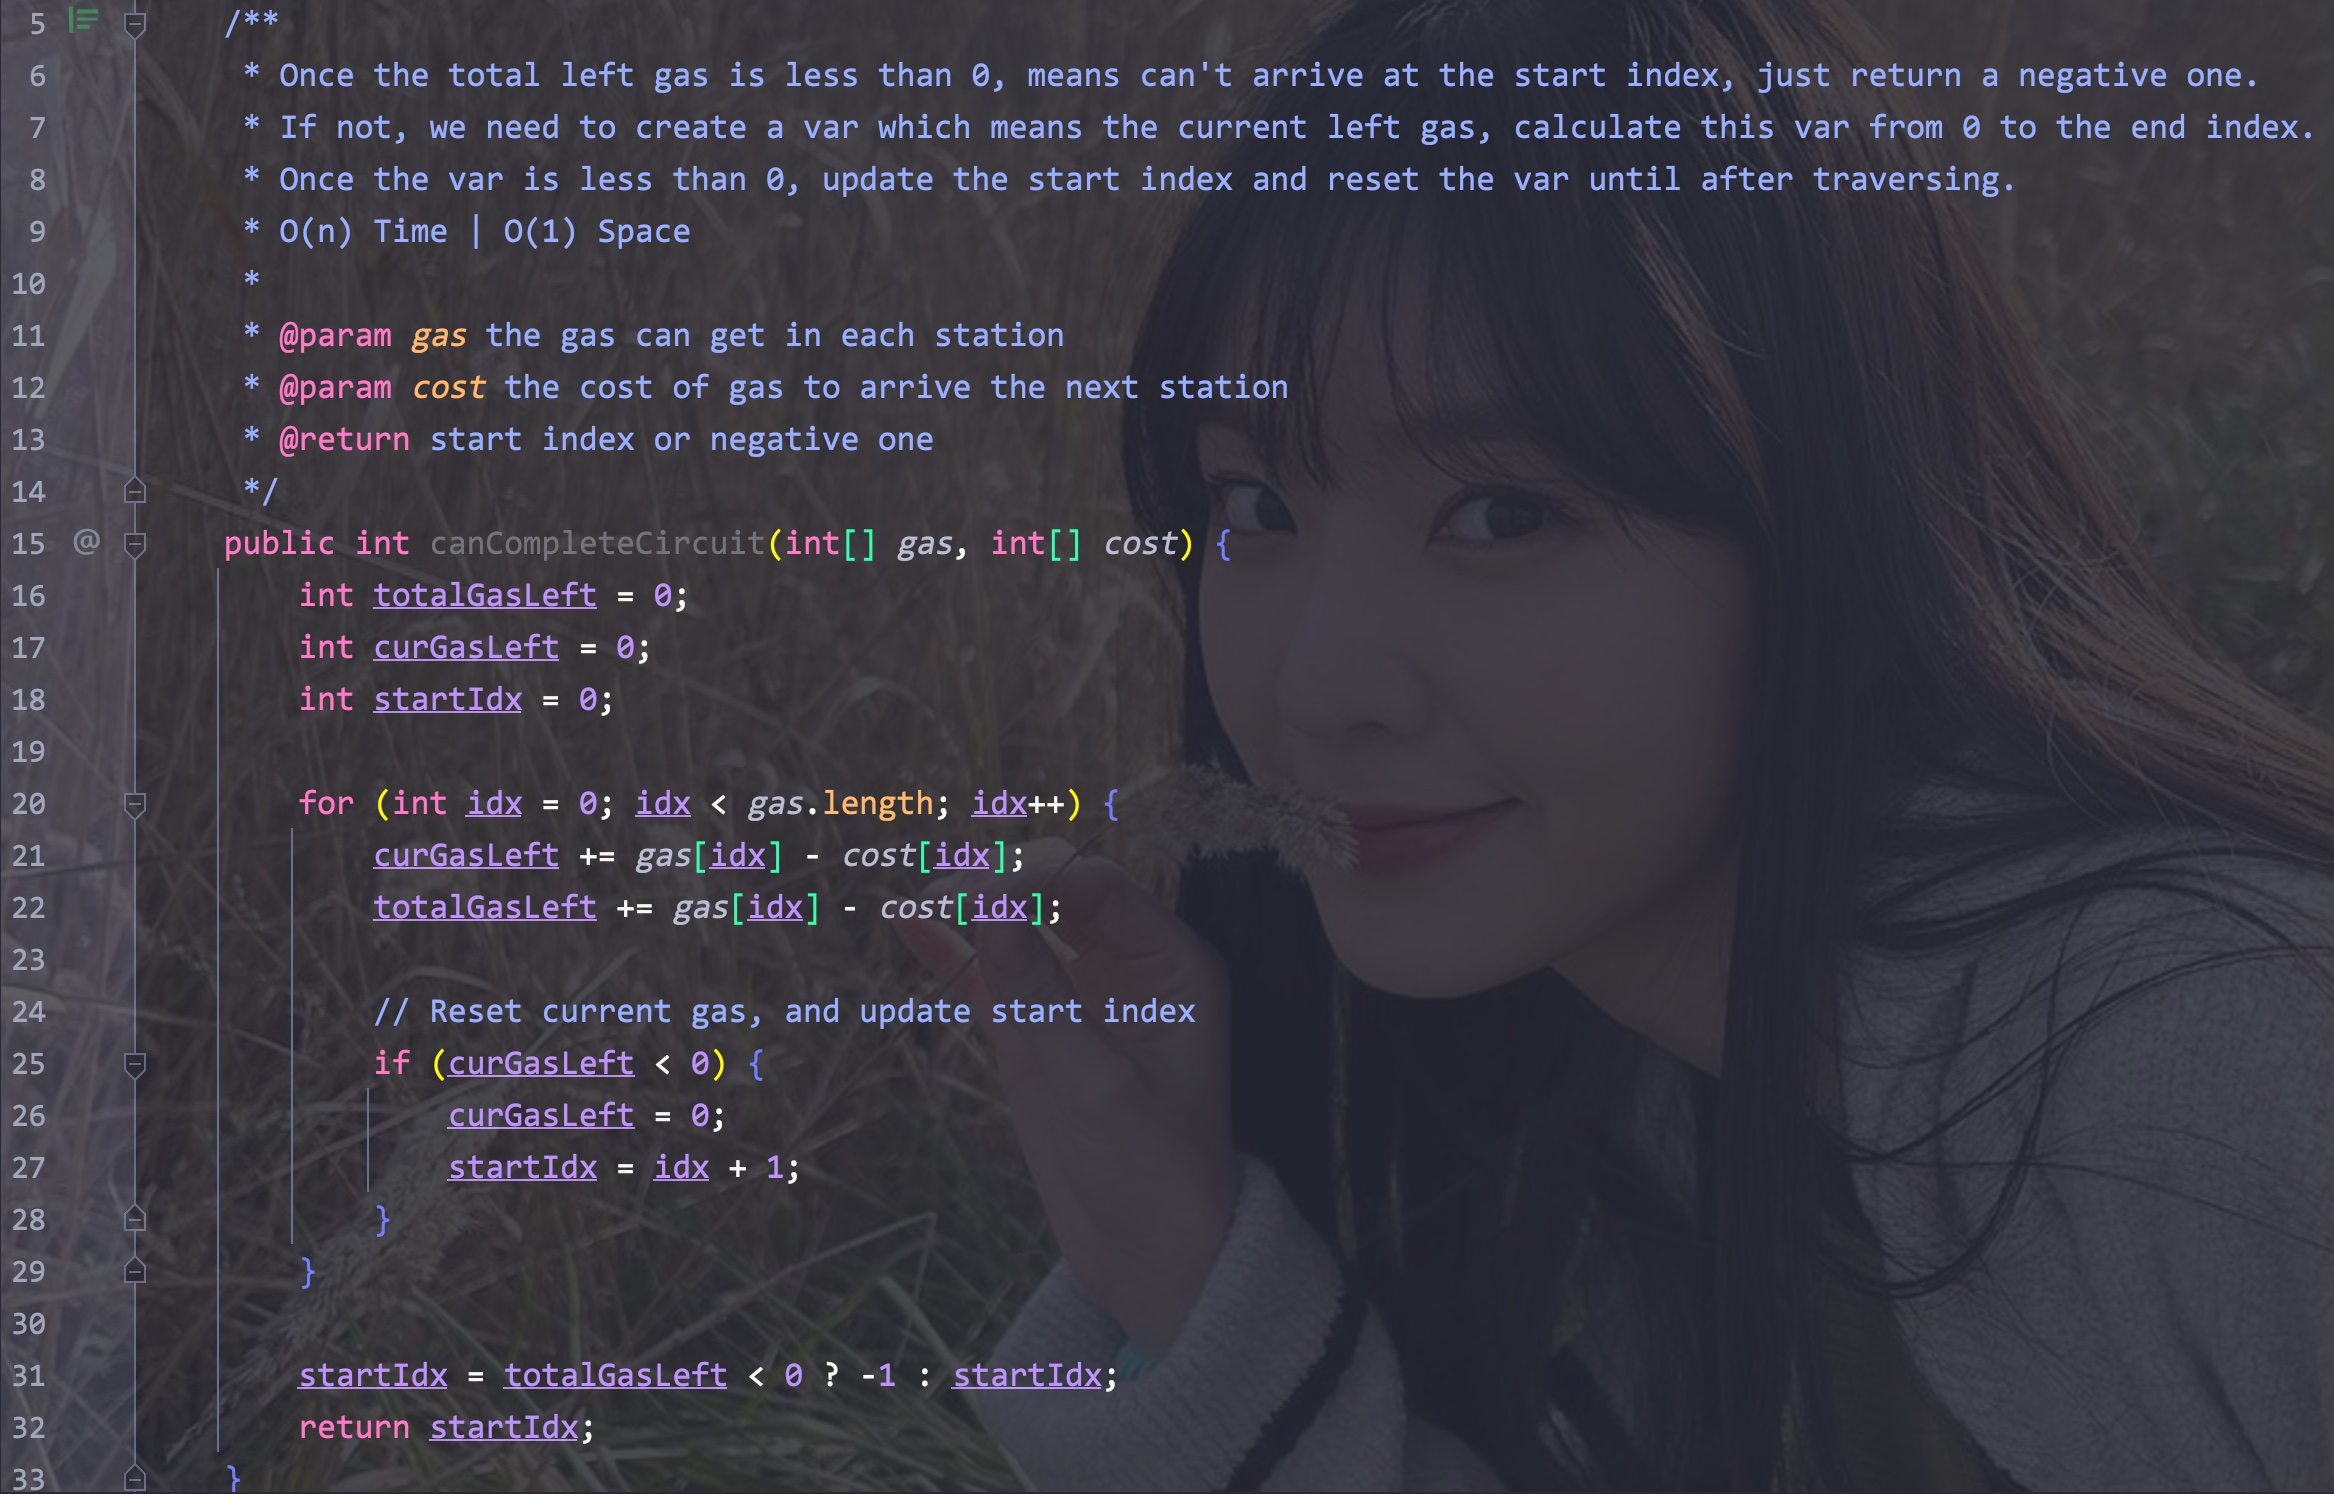 5 /**
6 * Once the total left gas is less than 0, means can't arrive at the start index, just return a negative one.
7 * If not, we need to create a var which means the current left gas, calculate this var from 0 to the end index.
8 * Once the var is less than 0, update the start index and reset the var until after traversing.
9 * O(n) Time | O(1) Space
10 *
11 * @param gas the gas can get in each station
12 * @param cost the cost of gas to arrive the next station
13 * @return start index or negative one
14 */
15 @ public int canCompleteCircuit(int[] gas, int[] cost) {
16 int totalGasLeft = 0;
17 int curGasLeft = 0;
18 int startIdx = 0;
19
20 for (int idx = 0; idx < gas.length; idx++) {
21 curGasLeft += gas[idx] - cost[idx];
22 totalGasLeft += gas[idx] - cost[idx];
23
24 // Reset current gas, and update start index
25 if (curGasLeft < 0) {
26 curGasLeft = 0;
27 startIdx = idx + 1;
28 }
29 }
30
31 startIdx = totalGasLeft < 0 ? -1 : startIdx;
32 return startIdx;
33 }